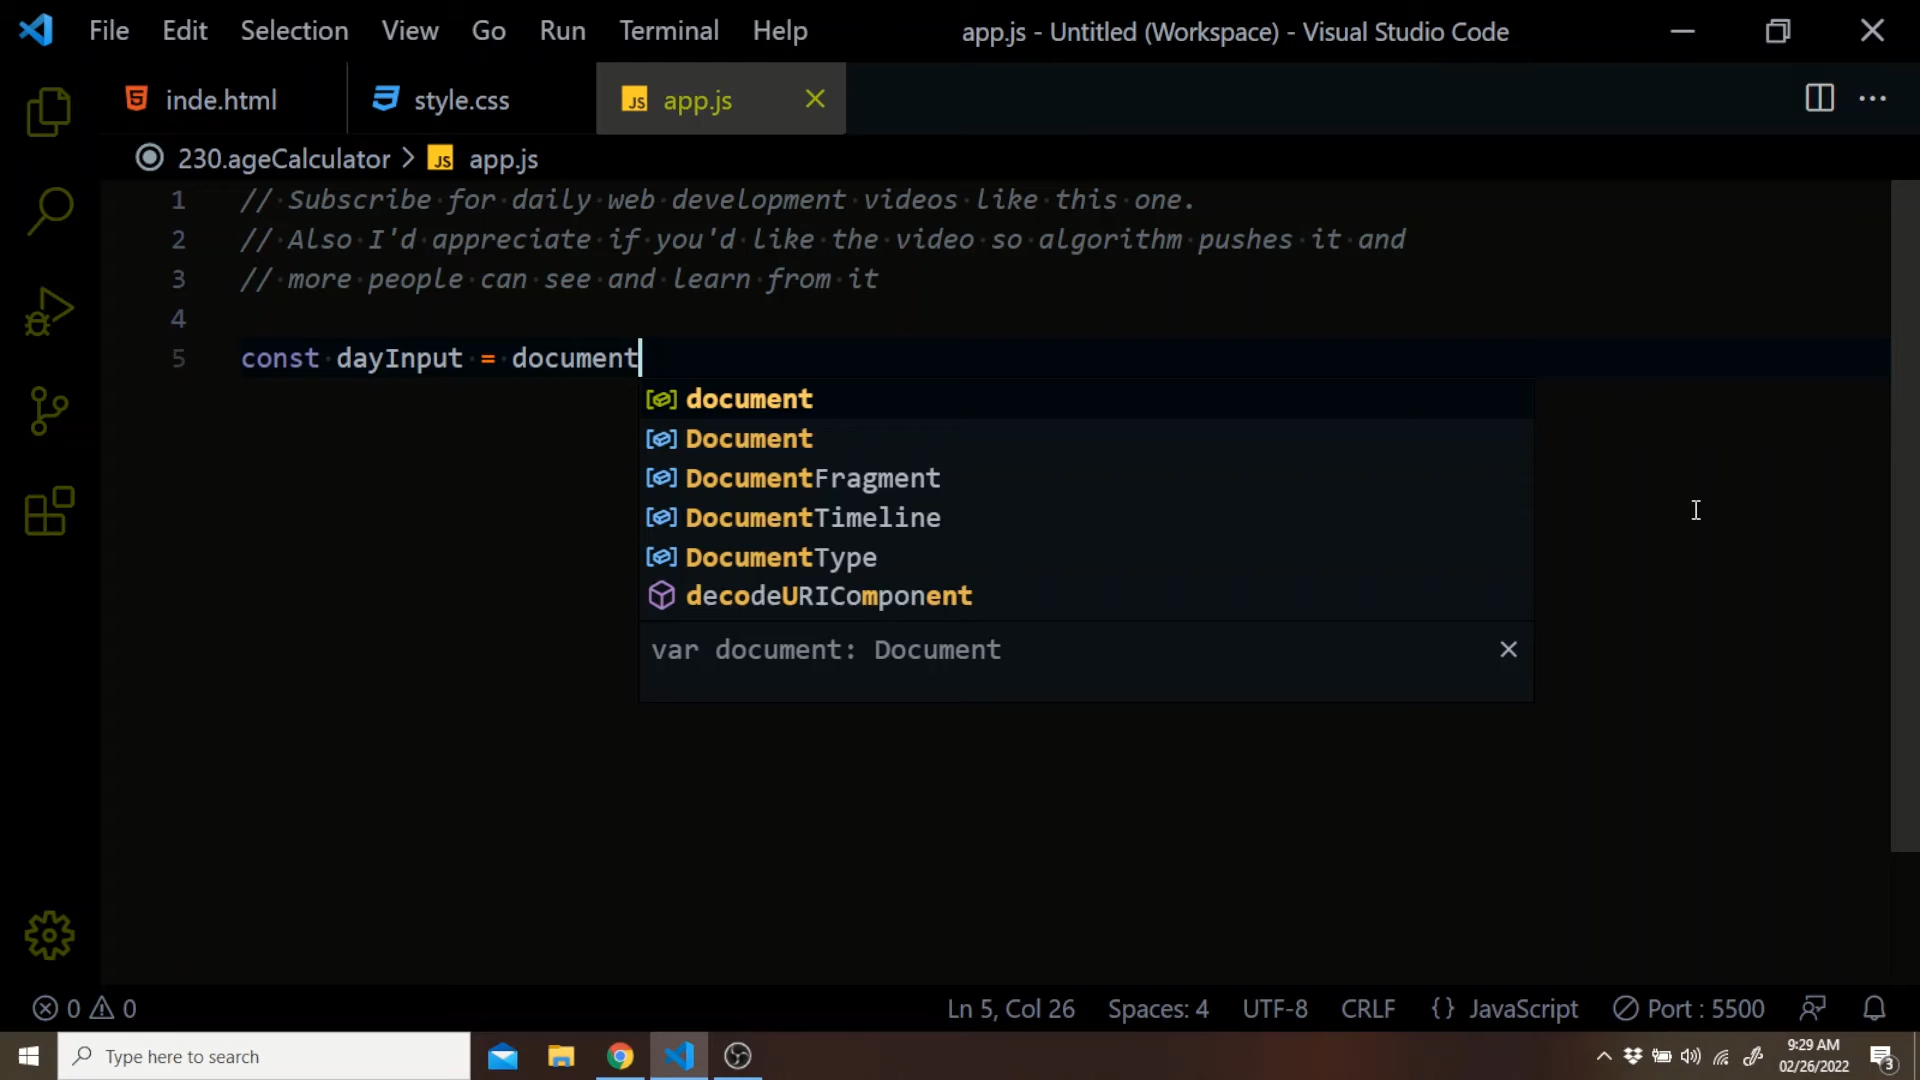 File Edit Selection View Go Run Terminal Help app.js - Untitled (Workspace) - Visual Studio Code
inde.html style.css JS app.js
230.ageCalculator > JS app.js
1 // Subscribe for daily web development videos like this one.
2 // Also I'd appreciate if you'd like the video so algorithm pushes it and
3 // more people can see and learn from it
4
5 const dayInput = document
document
Document
DocumentFragment
DocumentTimeline
DocumentType
decodeURIComponent
var document: Document
0 0 Ln 5, Col 26 Spaces: 4 UTF-8 CRLF {} JavaScript Port : 5500
Type here to search
9:29 AM
02/26/2022
3